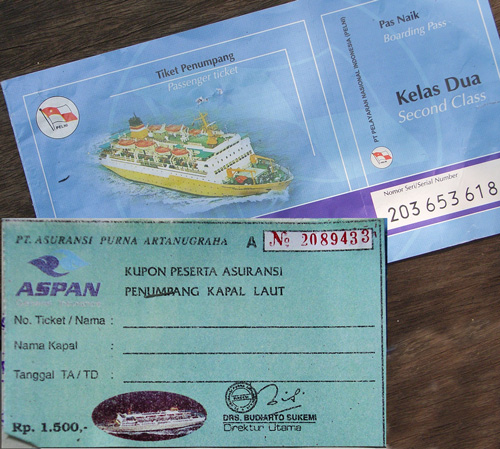 Tiket Penumpang
Passenger ticket
PELNI
PT PELAYARAN NASIONAL INDONESIA (PELNI)
Pas Naik
Boarding Pass
Kelas Dua
Second Class
Nomor Seri/Serial Number
203 653 618
PT. ASURANSI PURNA ARTANUGRAHA A № 2089433
ASPAN
KUPON PESERTA ASURANSI
PENUMPANG KAPAL LAUT
No. Ticket / Nama :
Nama Kapal :
Tanggal TA / TD :
Rp. 1.500,-
DRS. BUDIARTO SUKEMI
Direktur Utama